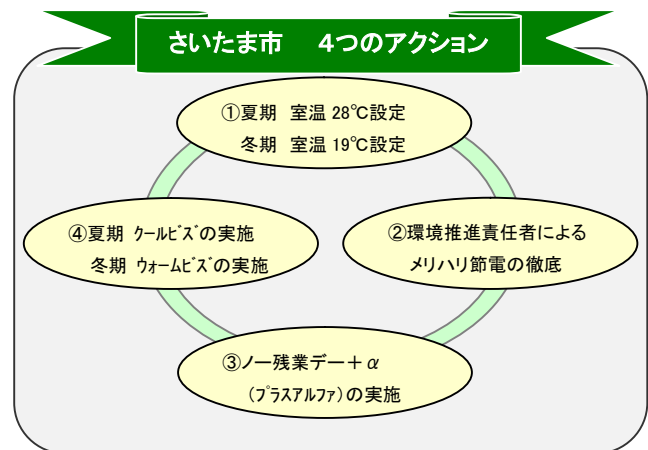 さいたま市　４つのアクション
①夏期　室温 28℃設定
冬期　室温 19℃設定
②環境推進責任者による
メリハリ節電の徹底
③ノー残業デー＋α
（ﾌﾟﾗｽｱﾙﾌｧ）の実施
④夏期 ｸｰﾙﾋﾞｽﾞの実施
冬期 ｳｫｰﾑﾋﾞｽﾞの実施